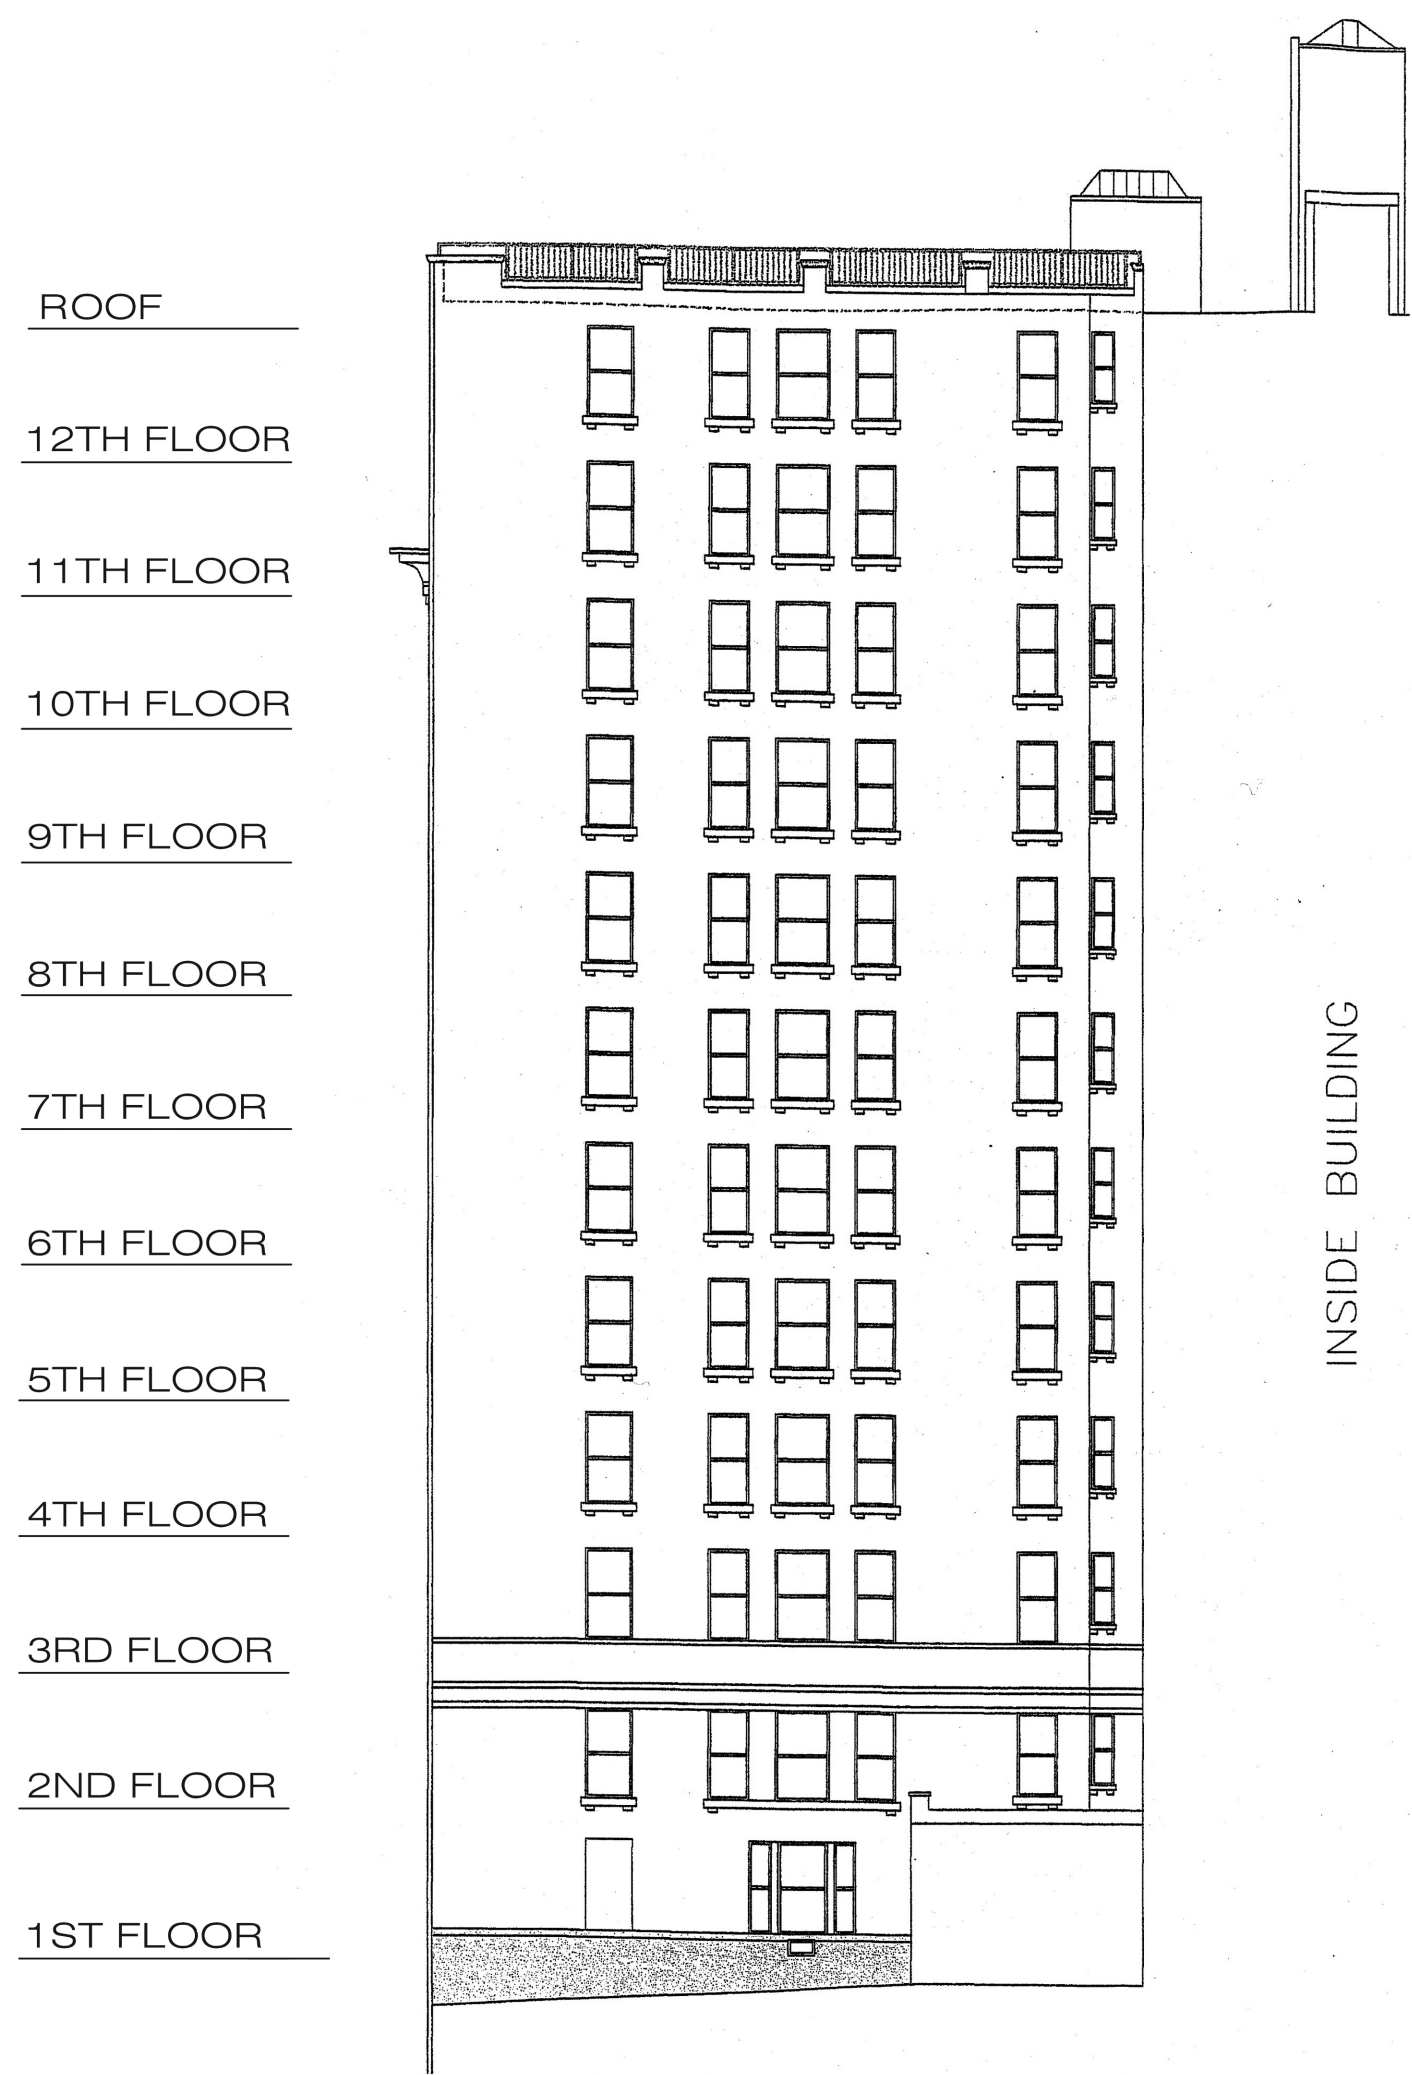 ROOF
12TH FLOOR
11TH FLOOR
10TH FLOOR
9TH FLOOR
8TH FLOOR
7TH FLOOR
6TH FLOOR
5TH FLOOR
4TH FLOOR
3RD FLOOR
2ND FLOOR
1ST FLOOR
INSIDE BUILDING